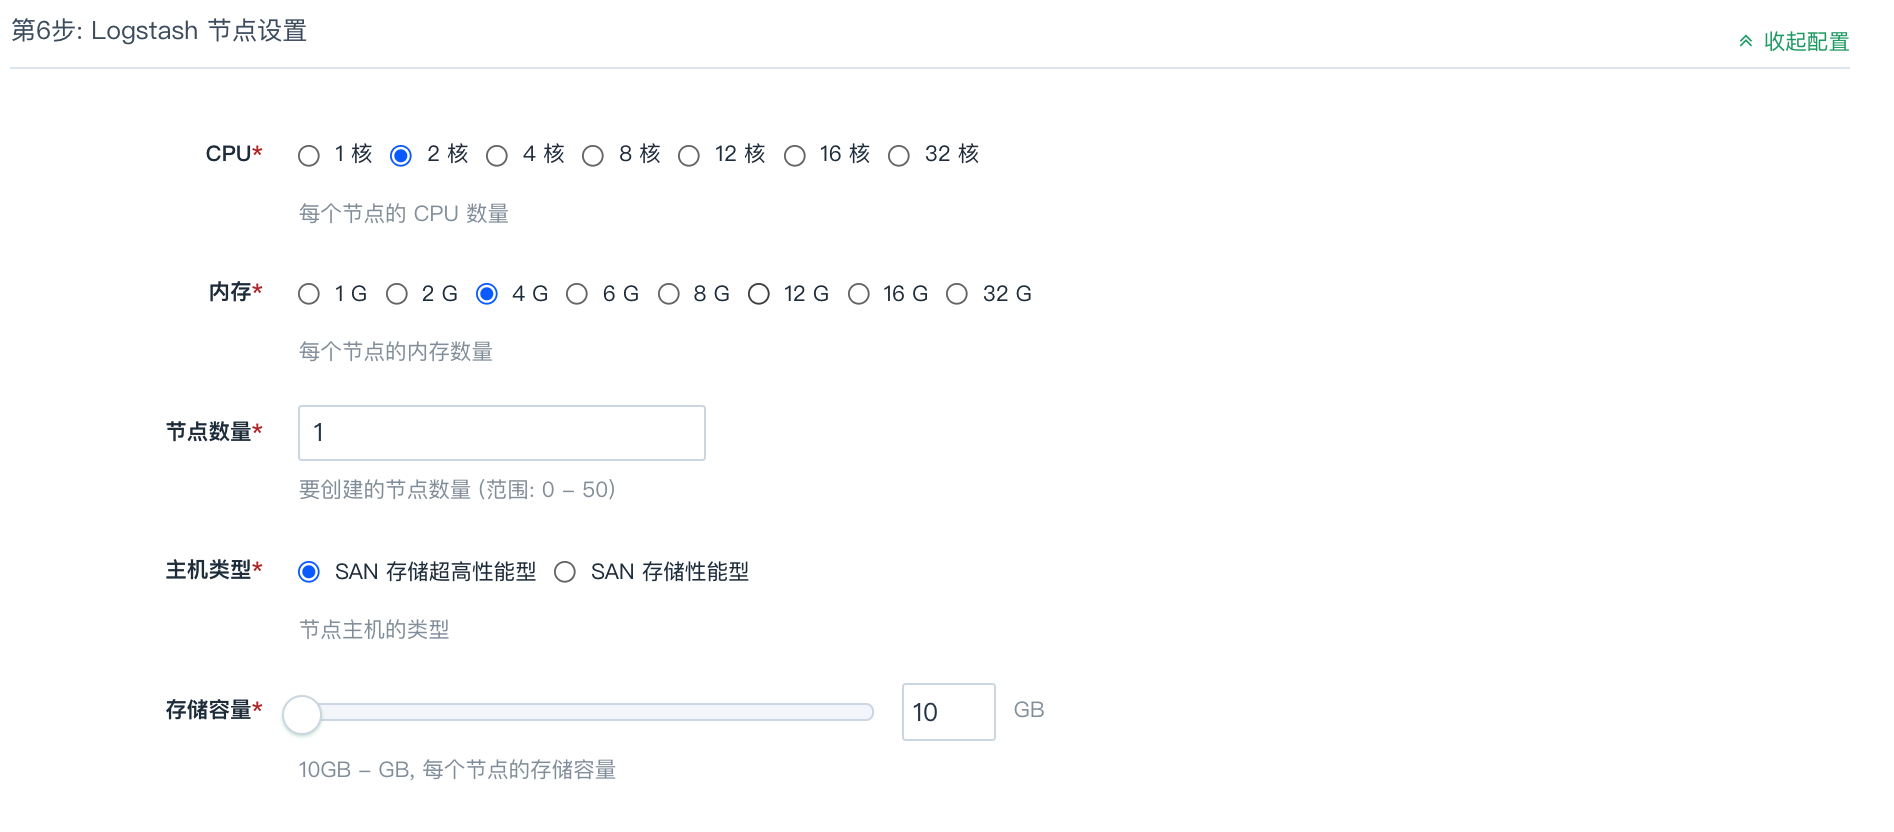 第6步: Logstash 节点设置
收起配置
CPU* 1 核 2 核 4 核 8 核 12 核 16 核 32 核
每个节点的 CPU 数量
内存* 1 G 2 G 4 G 6 G 8 G 12 G 16 G 32 G
每个节点的内存数量
节点数量* 1
要创建的节点数量 (范围: 0 – 50)
主机类型* SAN 存储超高性能型 SAN 存储性能型
节点主机的类型
存储容量* 10 GB
10GB – GB, 每个节点的存储容量